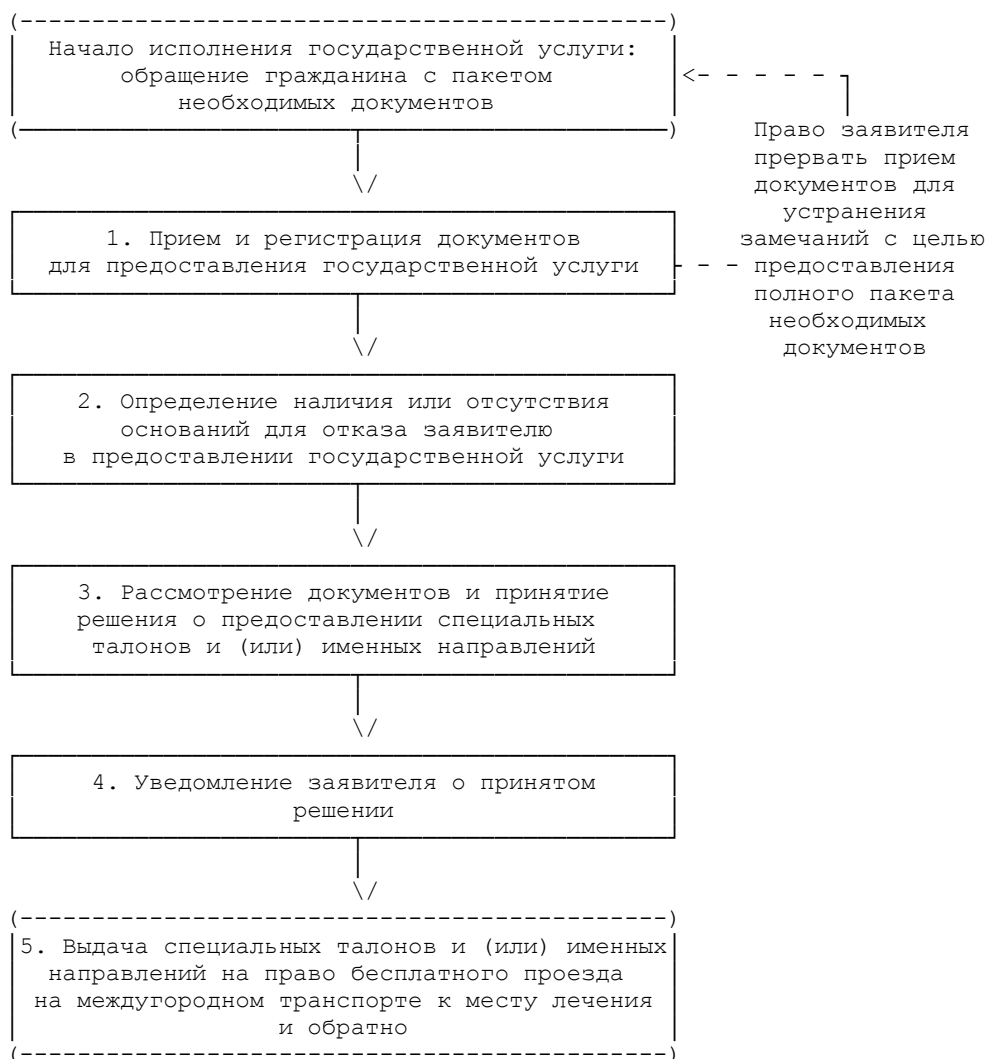 Начало исполнения государственной услуги:
обращение гражданина с пакетом
необходимых документов
Право заявителя
прервать прием
документов для
устранения
замечаний с целью
предоставления
полного пакета
необходимых
документов
1. Прием и регистрация документов
для предоставления государственной услуги
2. Определение наличия или отсутствия
оснований для отказа заявителю
в предоставлении государственной услуги
3. Рассмотрение документов и принятие
решения о предоставлении специальных
талонов и (или) именных направлений
4. Уведомление заявителя о принятом
решении
5. Выдача специальных талонов и (или) именных
направлений на право бесплатного проезда
на междугородном транспорте к месту лечения
и обратно